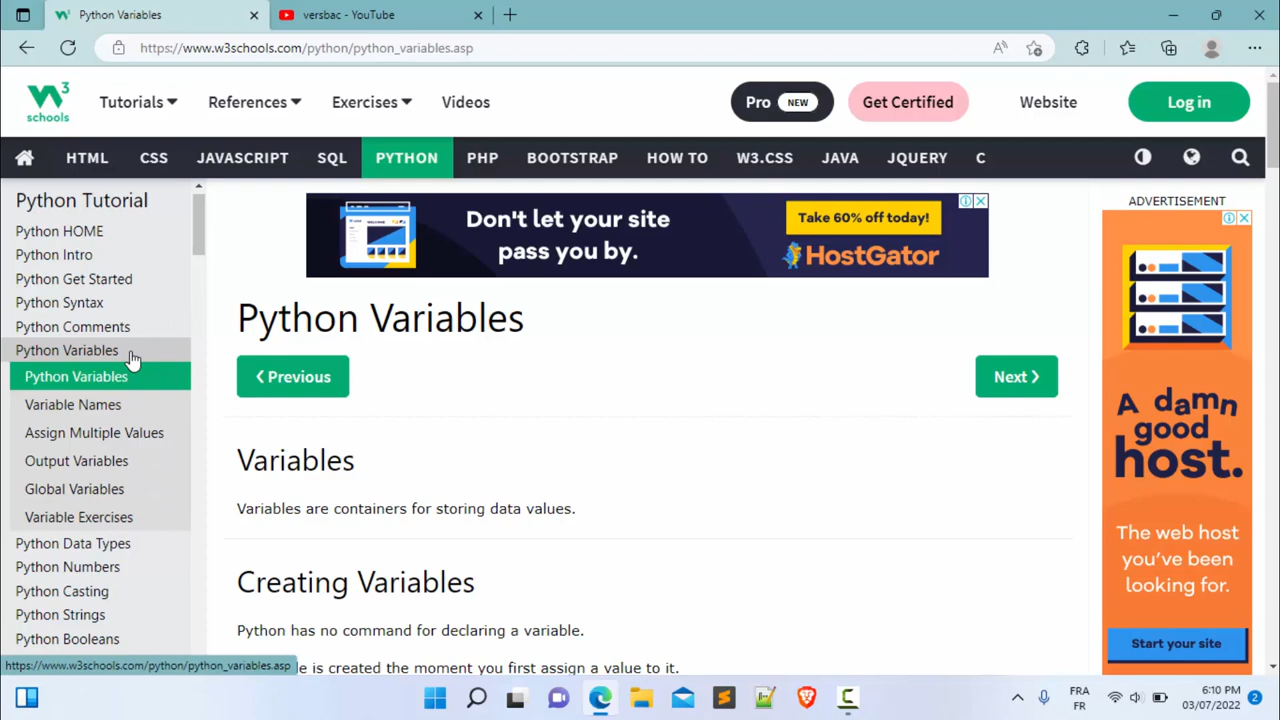 Python Variables
versbac - YouTube
https://www.w3schools.com/python/python_variables.asp
W3 schools
Tutorials
References
Exercises
Videos
Pro NEW
Get Certified
Website
Log in
HTML
CSS
JAVASCRIPT
SQL
PYTHON
PHP
BOOTSTRAP
HOW TO
W3.CSS
JAVA
JQUERY
C
Python Tutorial
Python HOME
Python Intro
Python Get Started
Python Syntax
Python Comments
Python Variables
Python Variables
Variable Names
Assign Multiple Values
Output Variables
Global Variables
Variable Exercises
Python Data Types
Python Numbers
Python Casting
Python Strings
Python Booleans
https://www.w3schools.com/python/python_variables.asp
Don't let your site
pass you by.
Take 60% off today!
HostGator
Python Variables
❮ Previous
Next ❯
Variables
Variables are containers for storing data values.
Creating Variables
Python has no command for declaring a variable.
le is created the moment you first assign a value to it.
ADVERTISEMENT
A damn
good
host.
The web host
you've been
looking for.
Start your site
FRA
FR
6:10 PM
03/07/2022
2